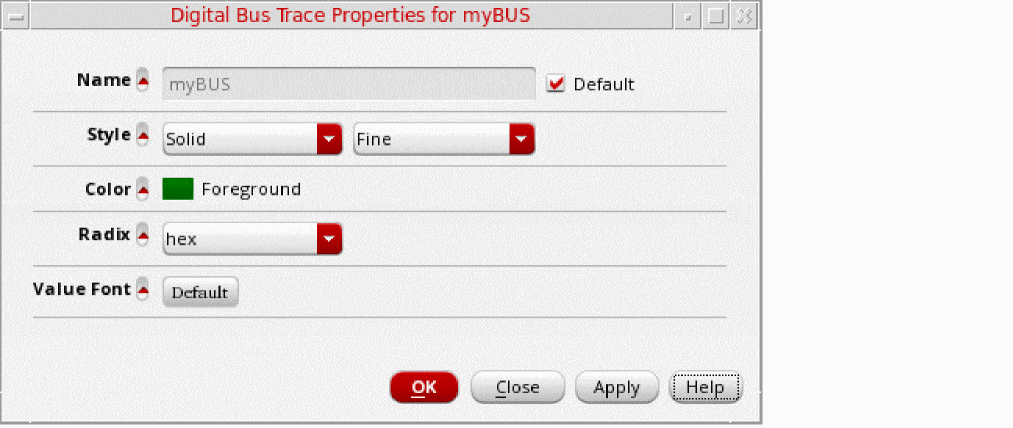 Digital Bus Trace Properties for myBUS
Name myBUS Default
Style Solid Fine
Color Foreground
Radix hex
Value Font Default
OK Close Apply Help